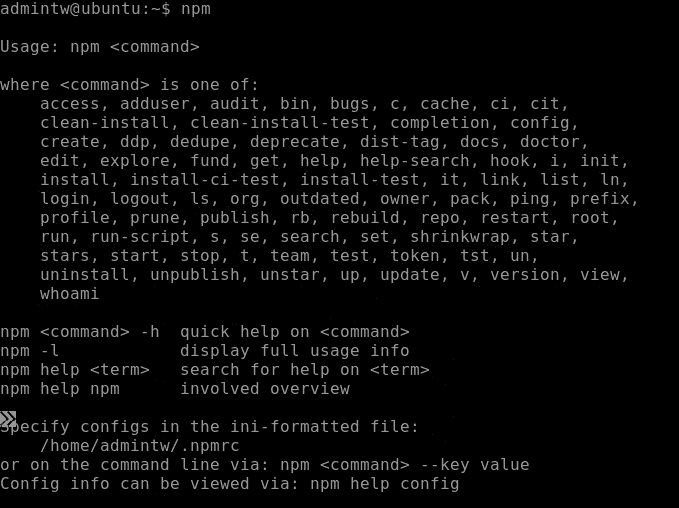 admintw@ubuntu:~$ npm
Usage: npm <command>
where <command> is one of:
access, adduser, audit, bin, bugs, c, cache, ci, cit,
clean-install, clean-install-test, completion, config,
create, ddp, dedupe, deprecate, dist-tag, docs, doctor,
edit, explore, fund, get, help, help-search, hook, i, init,
install, install-ci-test, install-test, it, link, list, ln,
login, logout, ls, org, outdated, owner, pack, ping, prefix,
profile, prune, publish, rb, rebuild, repo, restart, root,
run, run-script, s, se, search, set, shrinkwrap, star,
stars, start, stop, t, team, test, token, tst, un,
uninstall, unpublish, unstar, up, update, v, version, view,
whoami
npm <command> -h  quick help on <command>
npm -l            display full usage info
npm help <term>   search for help on <term>
npm help npm      involved overview
Specify configs in the ini-formatted file:
/home/admintw/.npmrc
or on the command line via: npm <command> --key value
Config info can be viewed via: npm help config